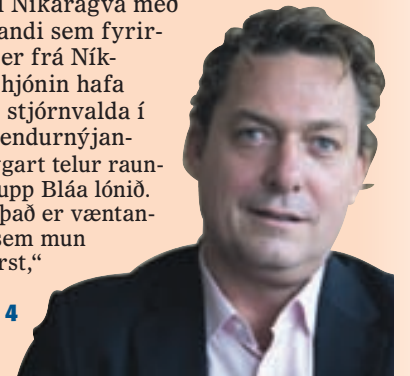 Níkaragva með
andi sem fyrir-
er frá Ník-
hjónin hafa
stjórnvalda í
endurnýjan-
gart telur raun-
upp Bláa lónið.
það er væntan-
sem mun
rst,“
4